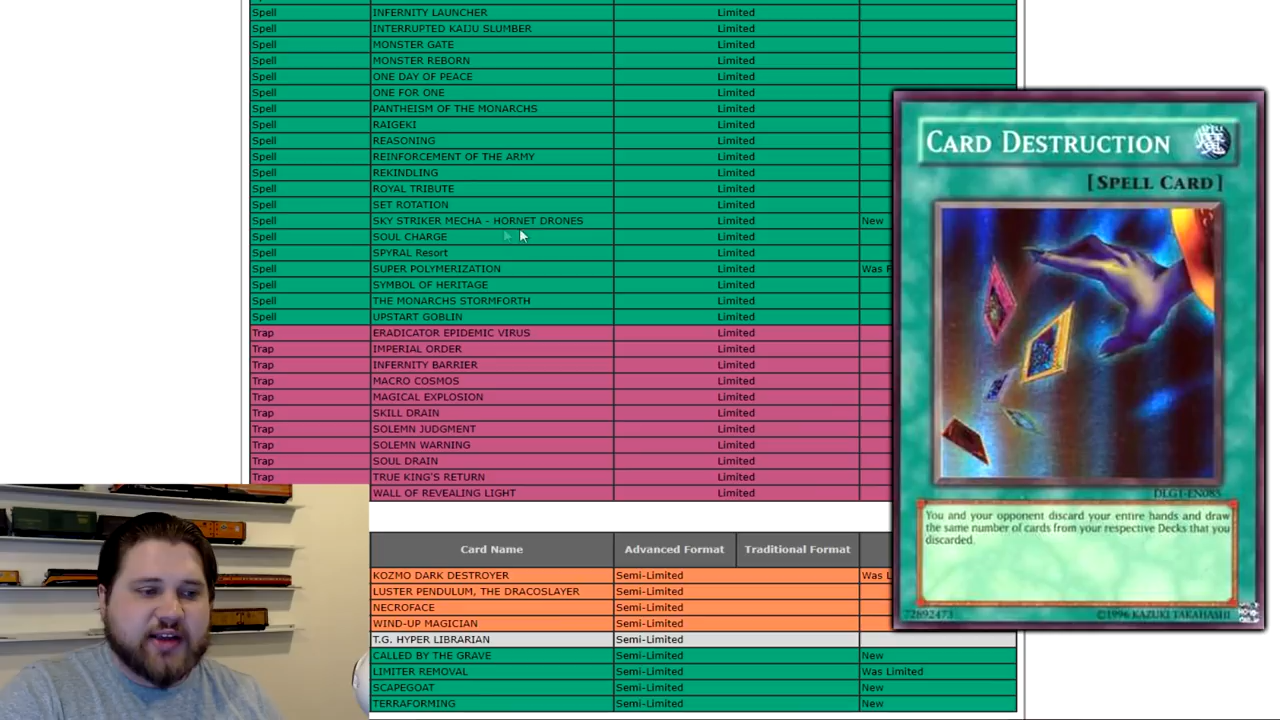 Spell INFERNITY LAUNCHER Limited
Spell INTERRUPTED KAIJU SLUMBER Limited
Spell MONSTER GATE Limited
Spell MONSTER REBORN Limited
Spell ONE DAY OF PEACE Limited
Spell ONE FOR ONE Limited
Spell PANTHEISM OF THE MONARCHS Limited
Spell RAIGEKI Limited
Spell REASONING Limited
Spell REINFORCEMENT OF THE ARMY Limited
Spell REKINDLING Limited
Spell ROYAL TRIBUTE Limited
Spell SET ROTATION Limited
Spell SKY STRIKER MECHA - HORNET DRONES Limited New
Spell SOUL CHARGE Limited
Spell SPYRAL Resort Limited
Spell SUPER POLYMERIZATION Limited Was
Spell SYMBOL OF HERITAGE Limited
Spell THE MONARCHS STORMFORTH Limited
Spell UPSTART GOBLIN Limited
Trap ERADICATOR EPIDEMIC VIRUS Limited
Trap IMPERIAL ORDER Limited
Trap INFERNITY BARRIER Limited
Trap MACRO COSMOS Limited
Trap MAGICAL EXPLOSION Limited
Trap SKILL DRAIN Limited
Trap SOLEMN JUDGMENT Limited
Trap SOLEMN WARNING Limited
Trap SOUL DRAIN Limited
Trap TRUE KING'S RETURN Limited
WALL OF REVEALING LIGHT Limited
Card Name Advanced Format Traditional Format
KOZMO DARK DESTROYER Semi-Limited Was
LUSTER PENDULUM, THE DRACOSLAYER Semi-Limited
NECROFACE Semi-Limited
WIND-UP MAGICIAN Semi-Limited
T.G. HYPER LIBRARIAN Semi-Limited
CALLED BY THE GRAVE Semi-Limited New
LIMITER REMOVAL Semi-Limited Was Limited
SCAPEGOAT Semi-Limited New
TERRAFORMING Semi-Limited New
CARD DESTRUCTION
[SPELL CARD]
DLG1-EN085
You and your opponent discard your entire hands and draw
the same number of cards from your respective Decks that you
discarded.
72892473 ©1996 KAZUKI TAKAHASHI